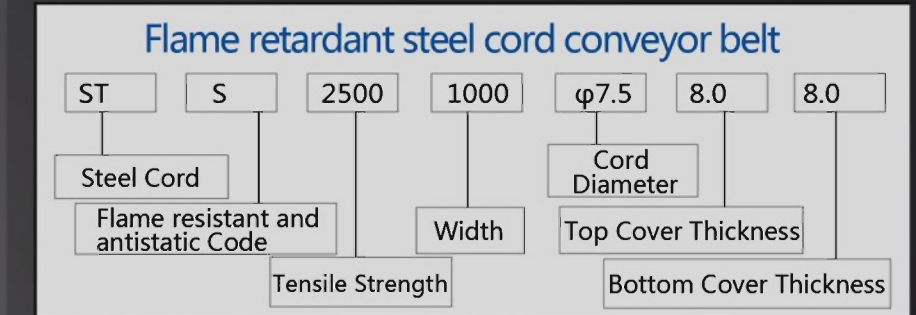 Flame retardant steel cord conveyor belt
ST S 2500 1000 φ7.5 8.0 8.0
Steel Cord
Flame resistant and
antistatic Code
Tensile Strength
Width
Cord
Diameter
Top Cover Thickness
Bottom Cover Thickness